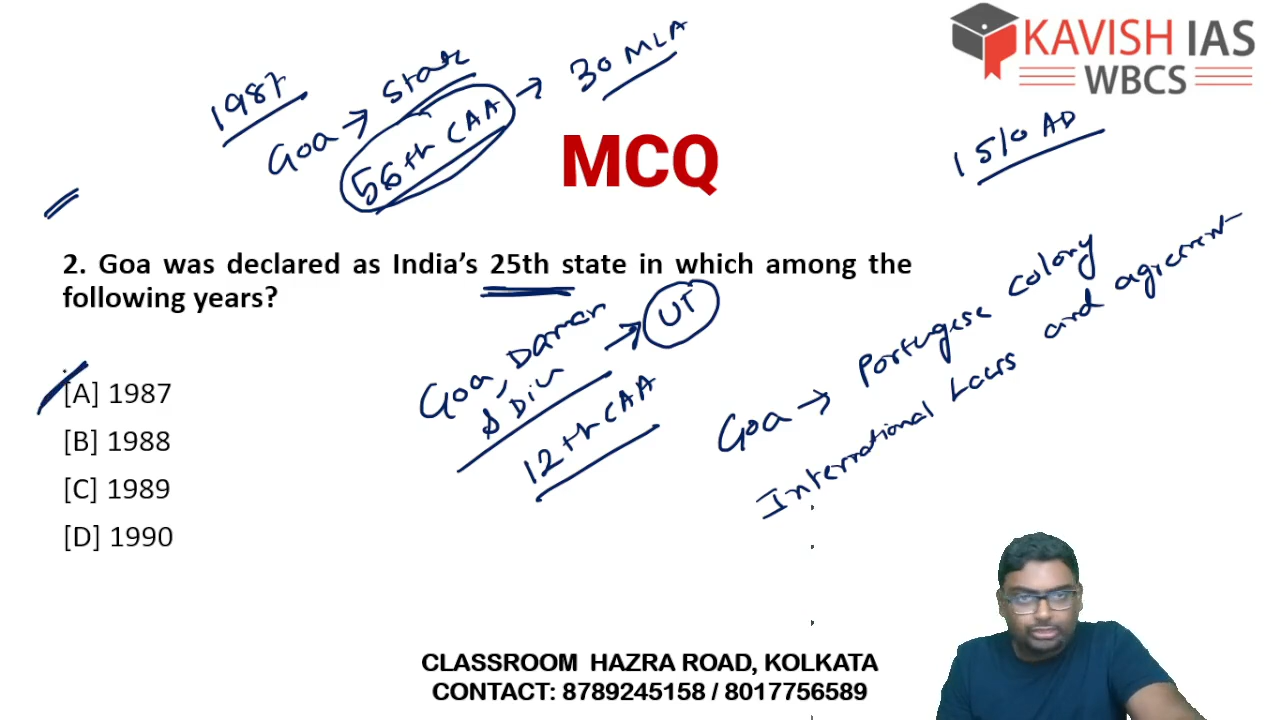 KAVISH IAS
WBCS
1987
Goa → State
56th CAA → 30 MLA
1510 AD
MCQ
2. Goa was declared as India's 25th state in which among the
following years?
[A] 1987
[B] 1988
[C] 1989
[D] 1990
Goa, Daman
& Diu → UT
12th CAA
Goa → Portugese colony
International Laws and agreement
CLASSROOM HAZRA ROAD, KOLKATA
CONTACT: 8789245158 / 8017756589